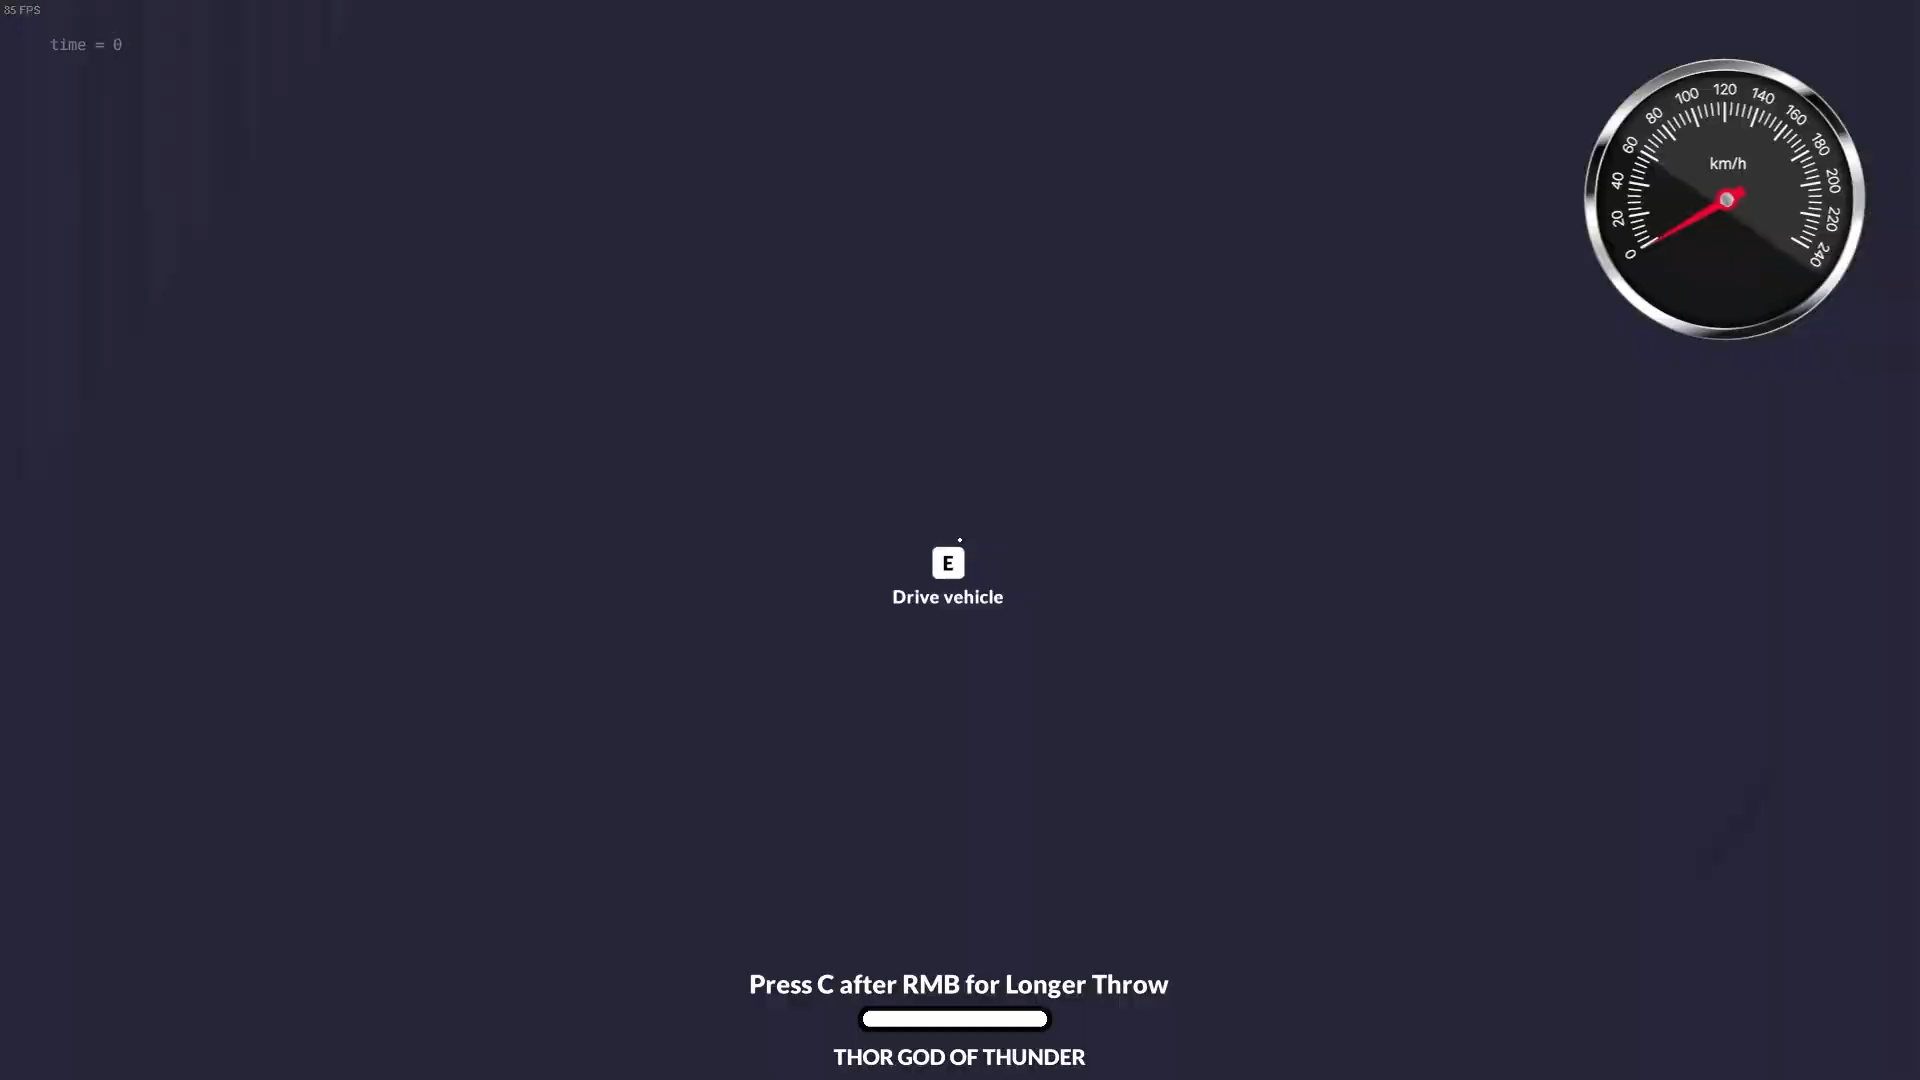 85 FPS
time = 0
0
20
40
60
80
100
120
140
160
180
200
220
240
km/h
E
Drive vehicle
Press C after RMB for Longer Throw
THOR GOD OF THUNDER